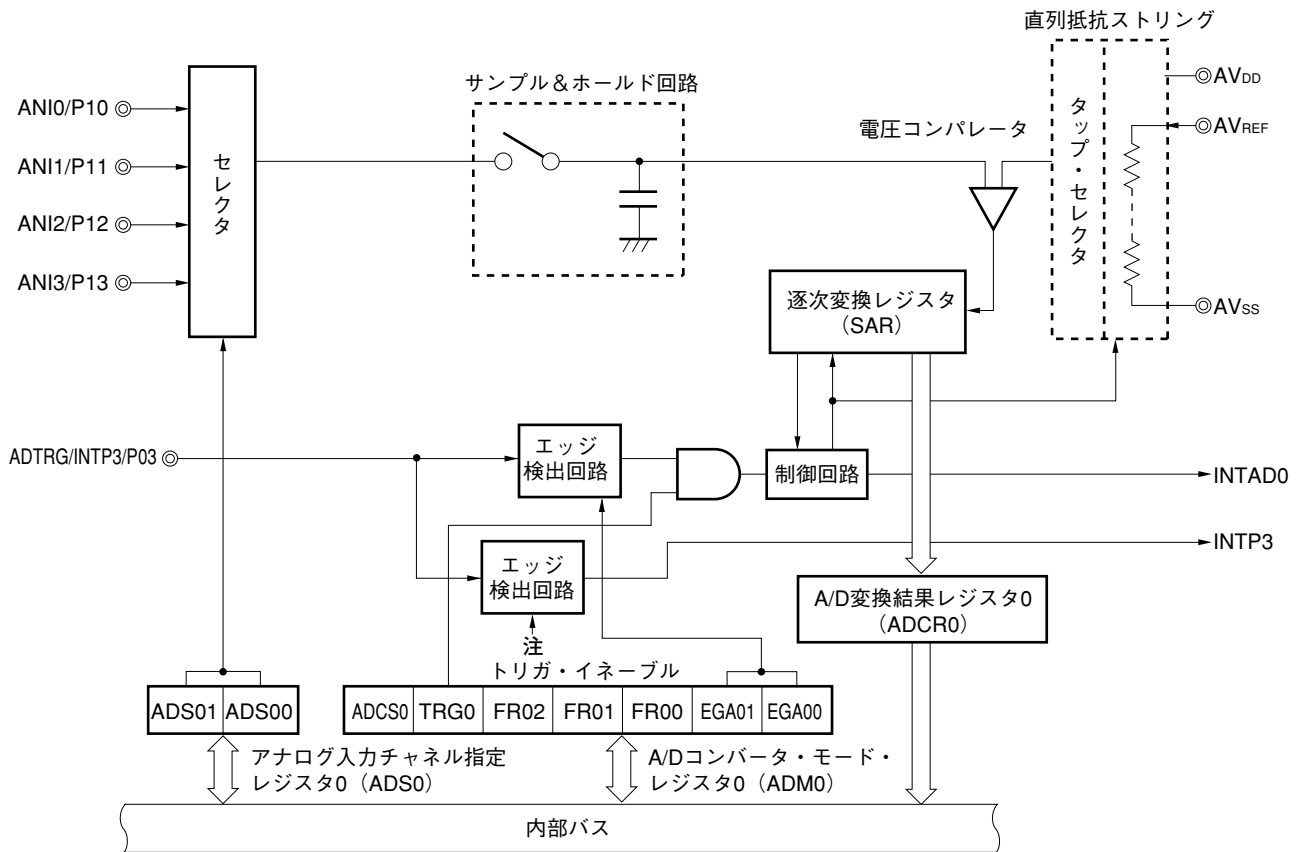 直列抵抗ストリング
サンプル＆ホールド回路
電圧コンパレータ
ANI0/P10
ANI1/P11
ANI2/P12
ANI3/P13
セレクタ
タップ・セレクタ
AVDD
AVREF
AVSS
逐次変換レジスタ
（SAR）
ADTRG/INTP3/P03
エッジ
検出回路
制御回路
INTAD0
INTP3
エッジ
検出回路
A/D変換結果レジスタ0
（ADCR0）
注
トリガ・イネーブル
ADS01 ADS00
ADCS0 TRG0 FR02 FR01 FR00 EGA01 EGA00
アナログ入力チャネル指定
レジスタ0（ADS0）
A/Dコンバータ・モード・
レジスタ0（ADM0）
内部バス